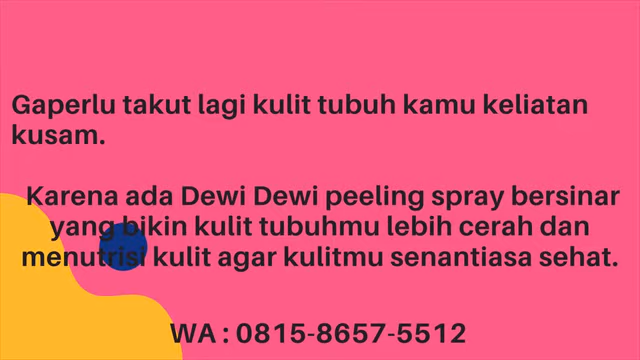 Gaperlu takut lagi kulit tubuh kamu keliatan
kusam.
Karena ada Dewi Dewi peeling spray bersinar
yang bikin kulit tubuhmu lebih cerah dan
menutrisi kulit agar kulitmu senantiasa sehat.
WA : 0815-8657-5512